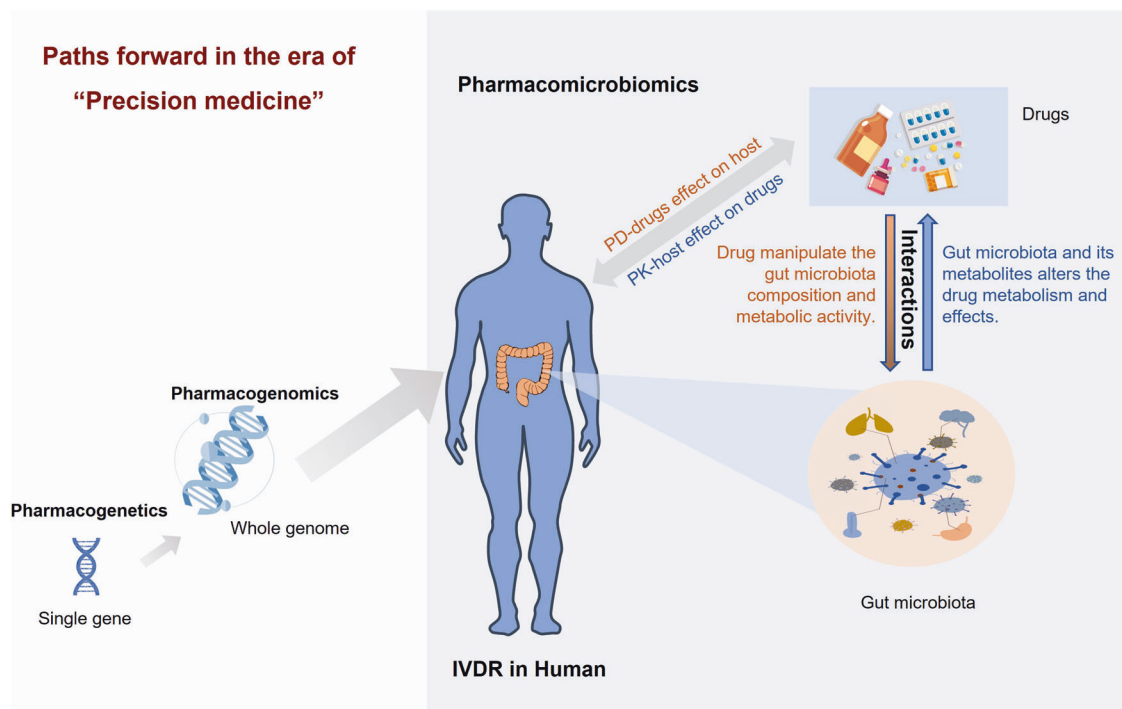 Paths forward in the era of
“Precision medicine”
Pharmacogenomics
Whole genome
Pharmacogenetics
Single gene
Pharmacomicrobiomics
Drugs
PD-drugs effect on host
PK-host effect on drugs
Drug manipulate the
gut microbiota
composition and
metabolic activity.
Interactions
Gut microbiota and its
metabolites alters the
drug metabolism and
effects.
Gut microbiota
IVDR in Human